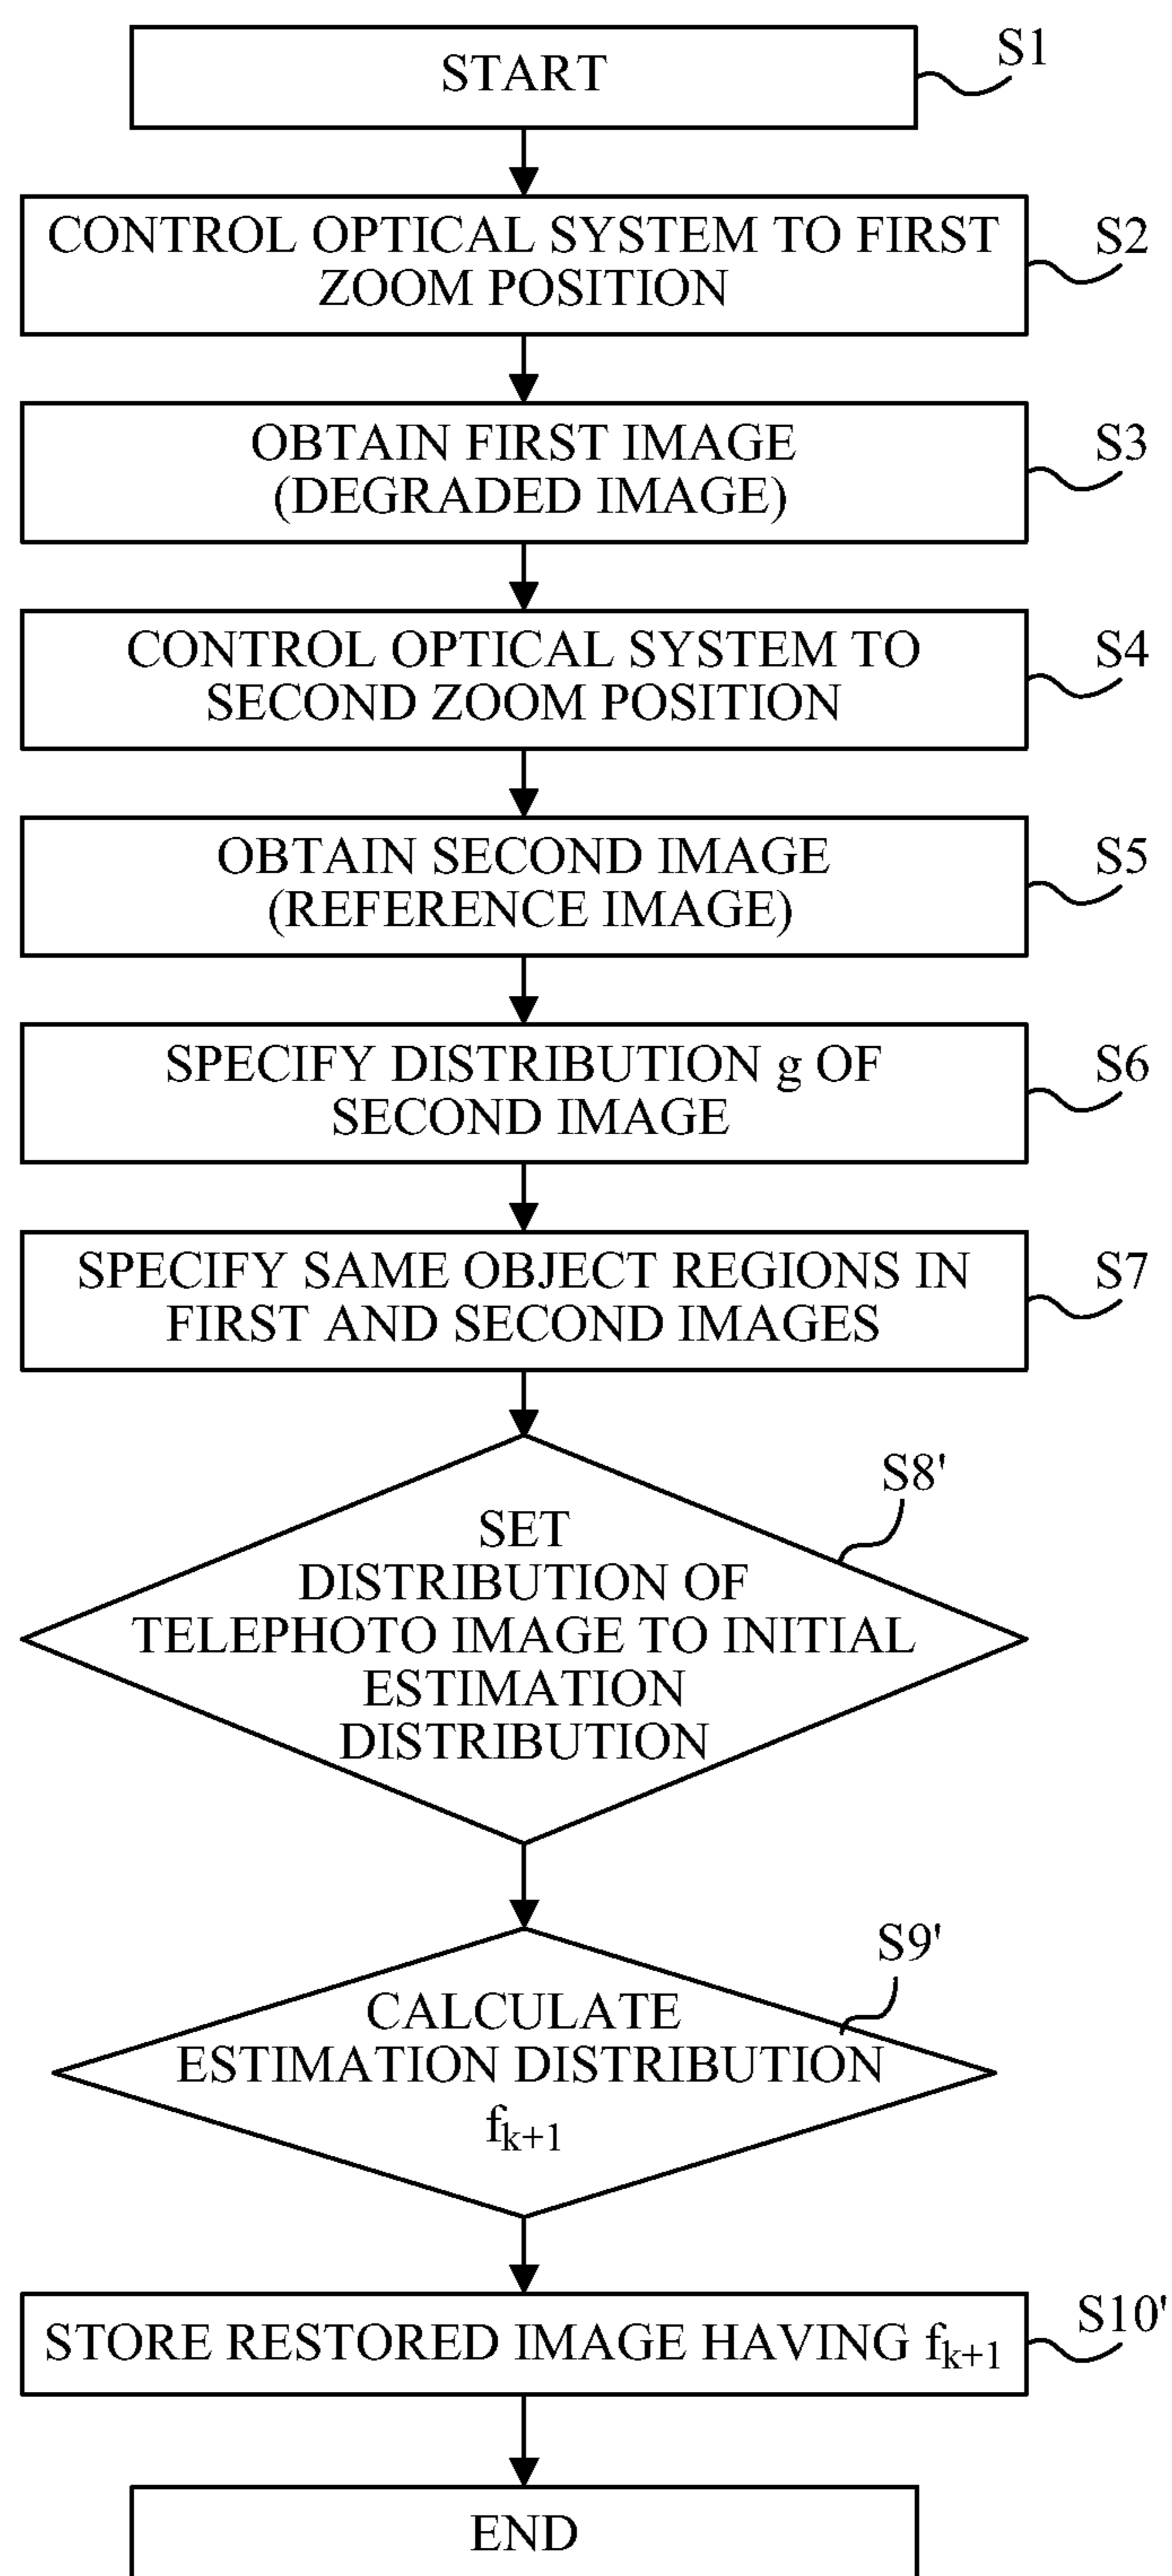 START
S1
CONTROL OPTICAL SYSTEM TO FIRST
ZOOM POSITION
S2
OBTAIN FIRST IMAGE
(DEGRADED IMAGE)
S3
CONTROL OPTICAL SYSTEM TO
SECOND ZOOM POSITION
S4
OBTAIN SECOND IMAGE
(REFERENCE IMAGE)
S5
SPECIFY DISTRIBUTION g OF
SECOND IMAGE
S6
SPECIFY SAME OBJECT REGIONS IN
FIRST AND SECOND IMAGES
S7
S8'
SET
DISTRIBUTION OF
TELEPHOTO IMAGE TO INITIAL
ESTIMATION
DISTRIBUTION
S9'
CALCULATE
ESTIMATION DISTRIBUTION
f_{k+1}
STORE RESTORED IMAGE HAVING f_{k+1}
S10'
END